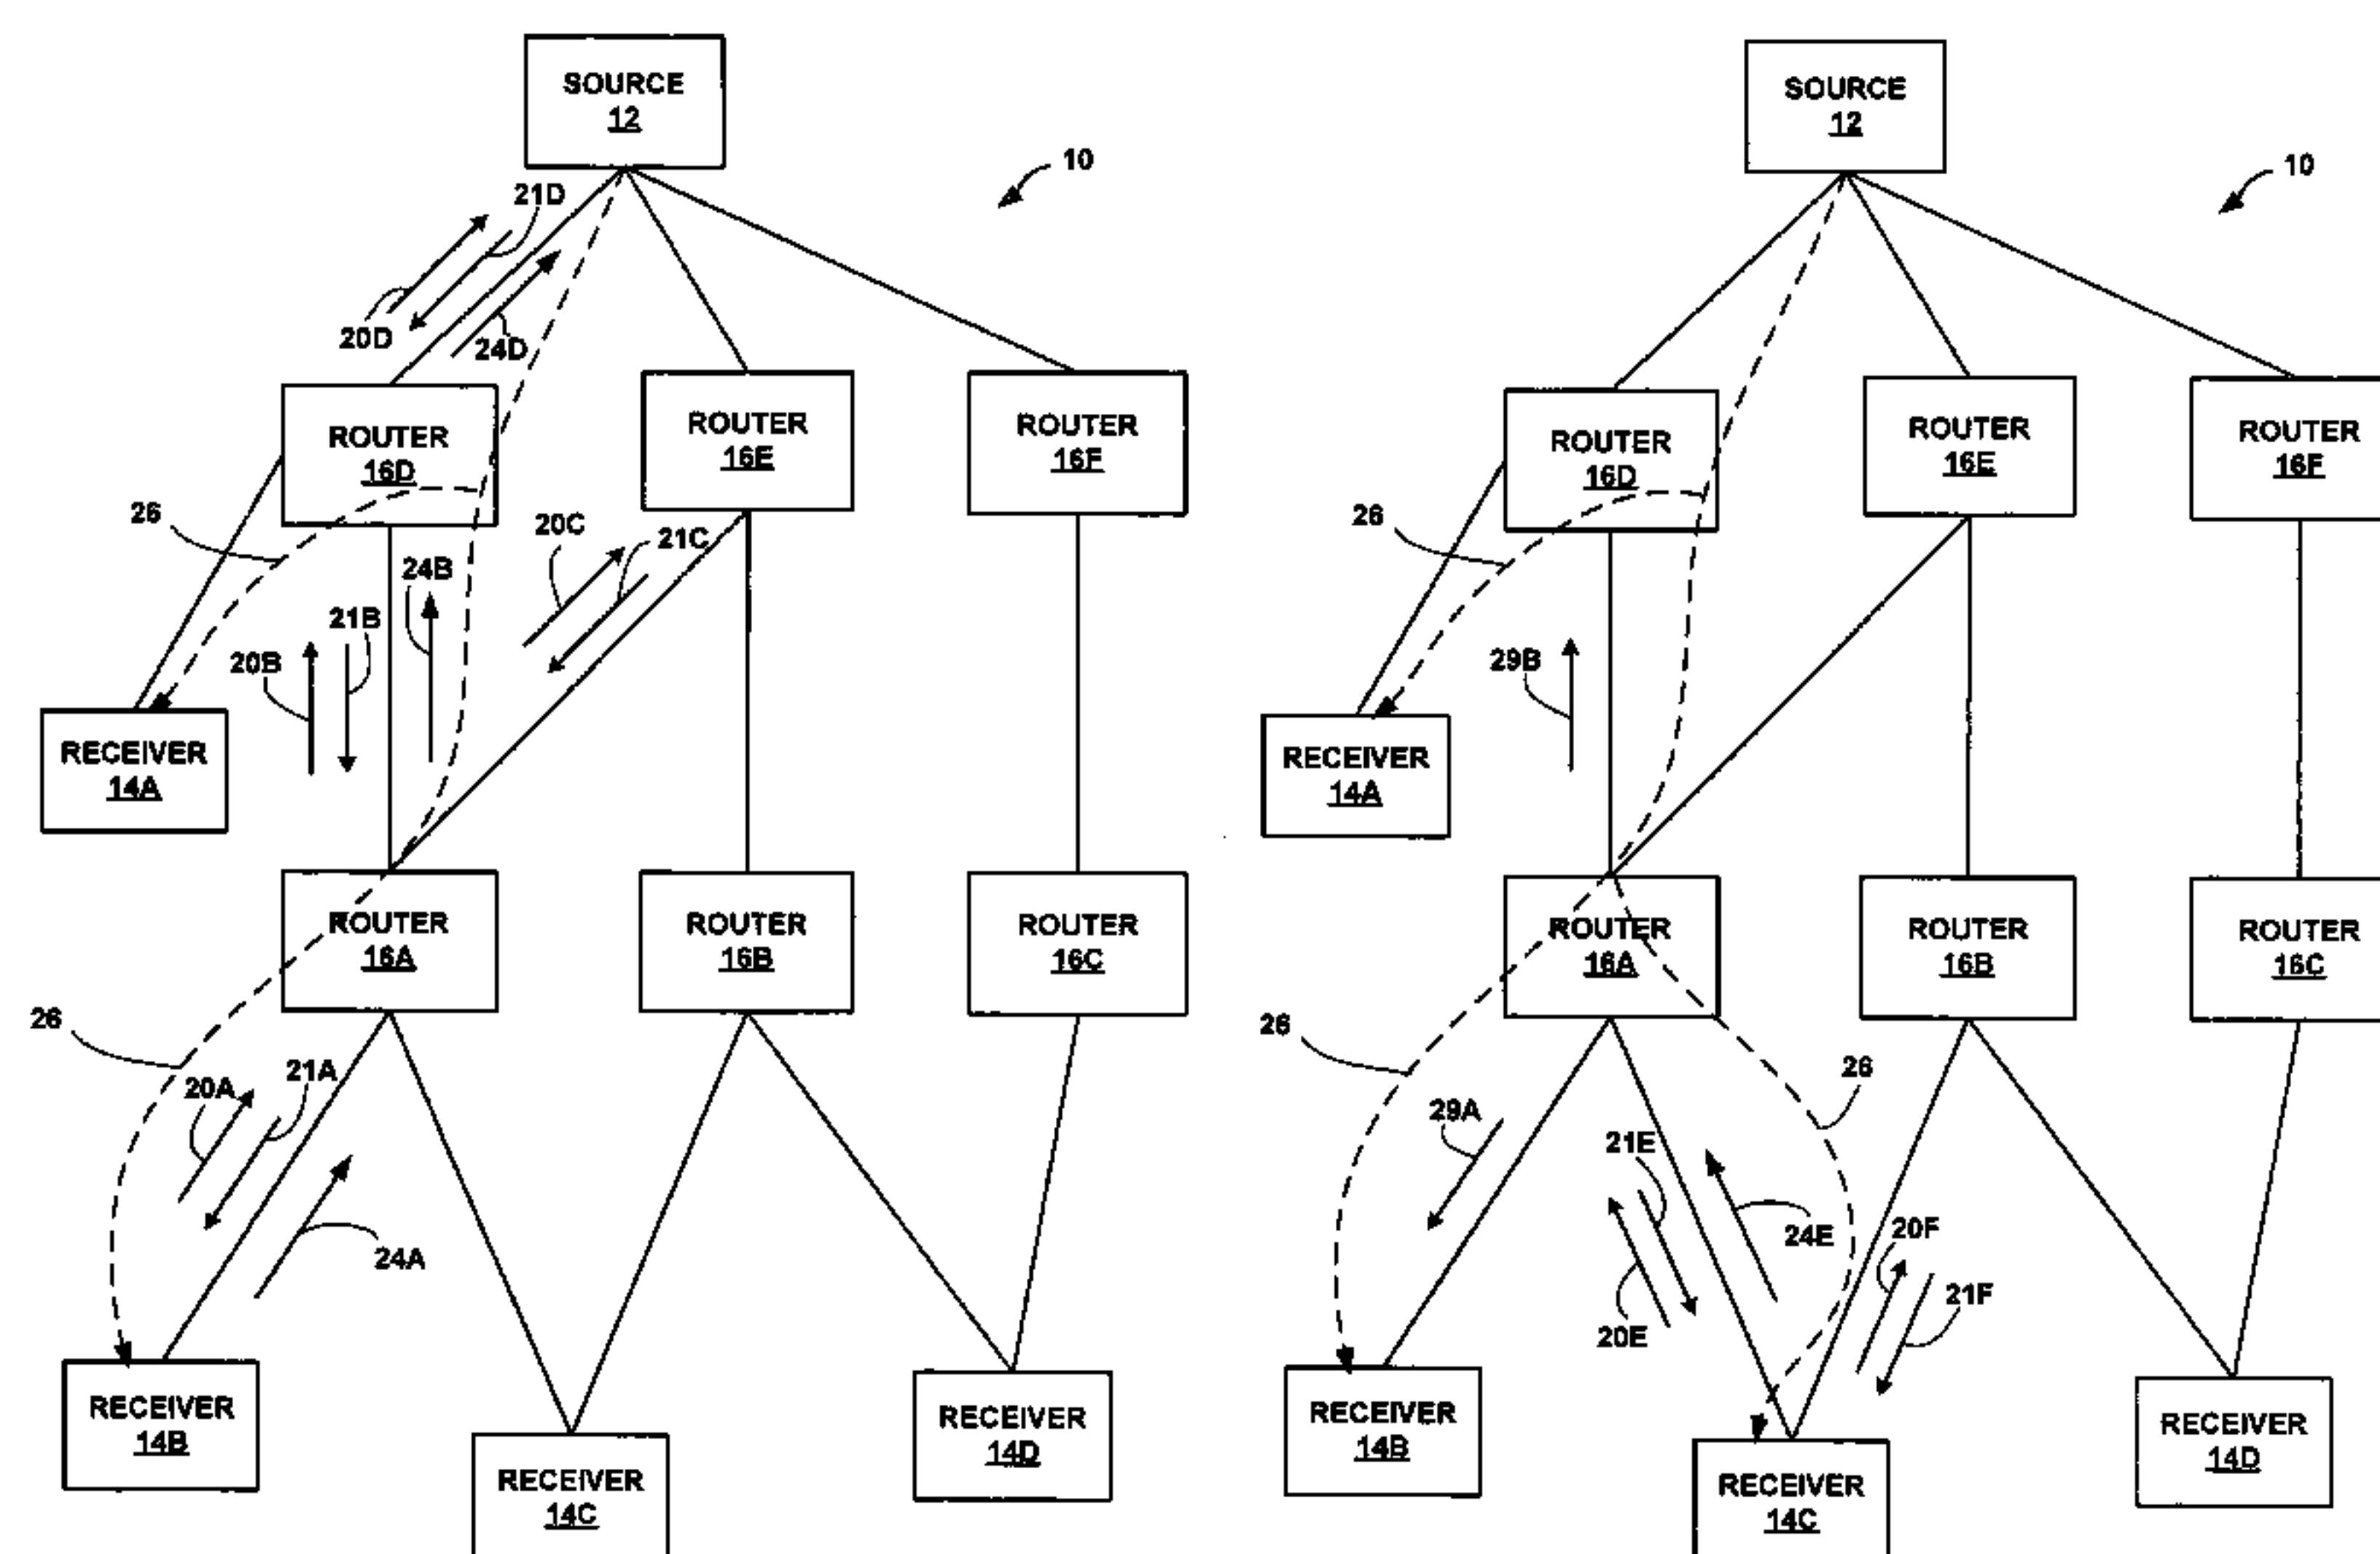 SOURCE
12
10
21D
20D
24D
ROUTER
16D
ROUTER
16E
ROUTER
16F
26
20C
21C
24B
21B
20B
RECEIVER
14A
ROUTER
16A
ROUTER
16B
ROUTER
16C
26
20A
21A
24A
RECEIVER
14B
RECEIVER
14C
RECEIVER
14D
SOURCE
12
10
ROUTER
16D
ROUTER
16E
ROUTER
16F
26
29B
RECEIVER
14A
ROUTER
16A
ROUTER
16B
ROUTER
16C
26
26
29A
21E
24E
20F
20E
21F
RECEIVER
14B
RECEIVER
14C
RECEIVER
14D